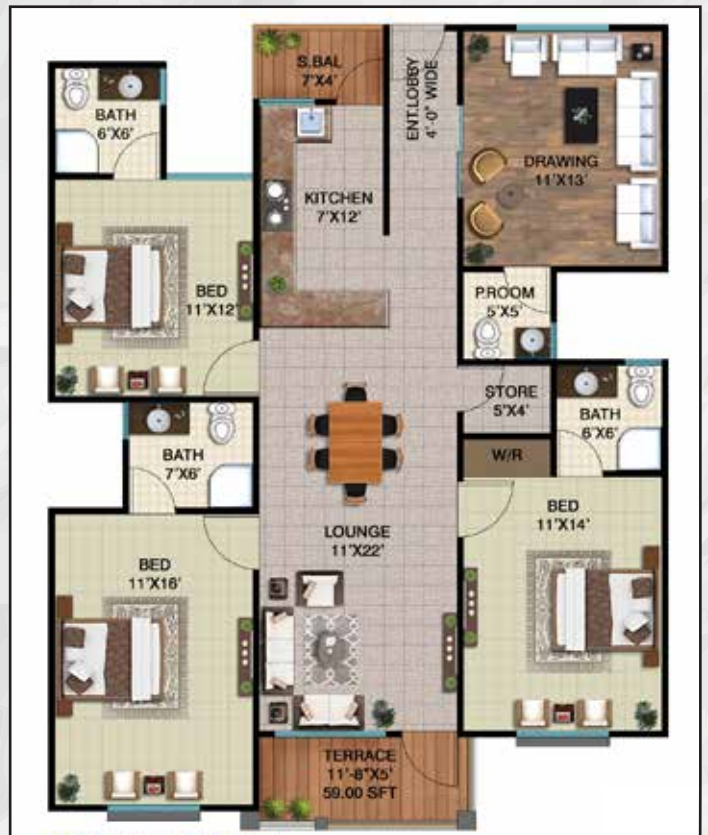 S.BAL
7'X4'
ENT.LOBBY
4'-0" WIDE
BATH
6'X6'
DRAWING
11'X13'
KITCHEN
7'X12'
BED
11'X12'
P.ROOM
5'X5'
STORE
5'X4'
BATH
6'X6'
BATH
7'X6'
W/R
BED
11'X14'
LOUNGE
11'X22'
BED
11'X16'
TERRACE
11'-8"X5'
59.00 SFT